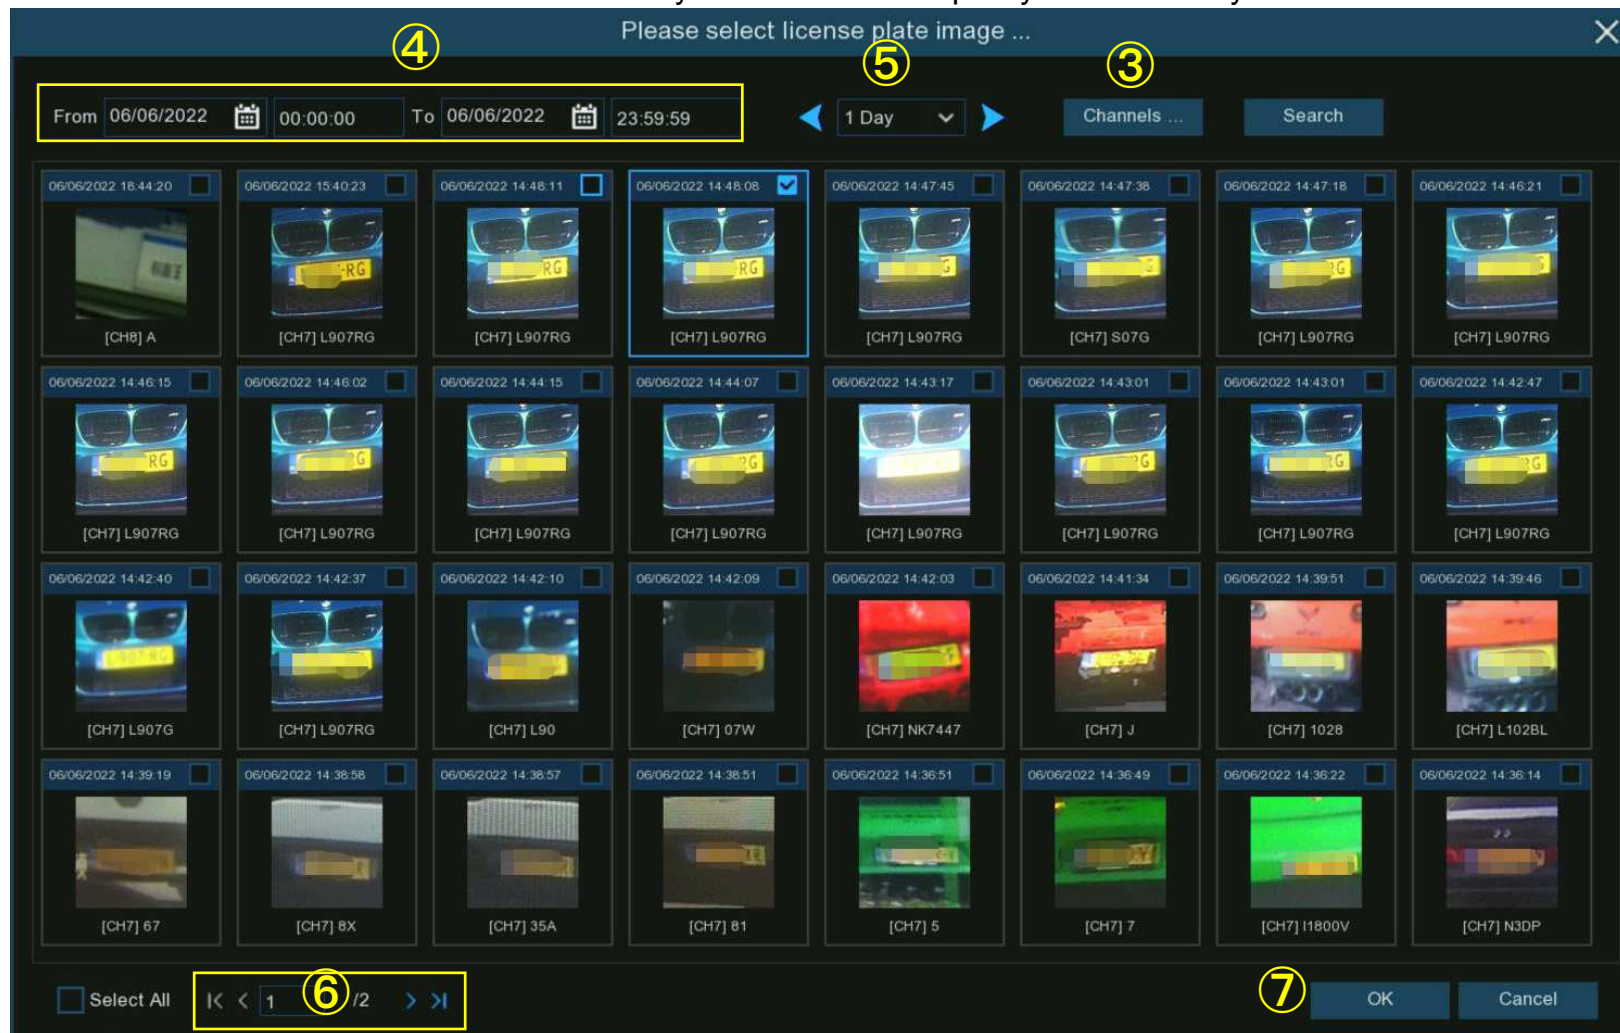 Please select license plate image ...
④ ⑤ ③
From 06/06/2022 00:00:00 To 06/06/2022 23:59:59 1 Day Channels ... Search
06/06/2022 18:44:20 06/06/2022 15:40:23 06/06/2022 14:48:11 06/06/2022 14:48:08 06/06/2022 14:47:45 06/06/2022 14:47:38 06/06/2022 14:47:18 06/06/2022 14:46:21
RG RG RG G G RG
[CH8] A [CH7] L907RG [CH7] L907RG [CH7] L907RG [CH7] L907RG [CH7] S07G [CH7] L907RG [CH7] L907RG
06/06/2022 14:46:15 06/06/2022 14:46:02 06/06/2022 14:44:15 06/06/2022 14:44:07 06/06/2022 14:43:17 06/06/2022 14:43:01 06/06/2022 14:43:01 06/06/2022 14:42:47
RG G G G RG G
[CH7] L907RG [CH7] L907RG [CH7] L907RG [CH7] L907RG [CH7] L907RG [CH7] L907RG [CH7] L907RG [CH7] L907RG
06/06/2022 14:42:40 06/06/2022 14:42:37 06/06/2022 14:42:10 06/06/2022 14:42:09 06/06/2022 14:42:03 06/06/2022 14:41:34 06/06/2022 14:39:51 06/06/2022 14:39:46
[CH7] L907G [CH7] L907RG [CH7] L90 [CH7] 07W [CH7] NK7447 [CH7] J [CH7] 1028 [CH7] L102BL
06/06/2022 14:39:19 06/06/2022 14:38:58 06/06/2022 14:38:57 06/06/2022 14:38:51 06/06/2022 14:36:51 06/06/2022 14:36:49 06/06/2022 14:36:22 06/06/2022 14:36:14
[CH7] 67 [CH7] 8X [CH7] 35A [CH7] 81 [CH7] 5 [CH7] 7 [CH7] I1800V [CH7] N3DP
Select All 1 ⑥ /2 ⑦ OK Cancel